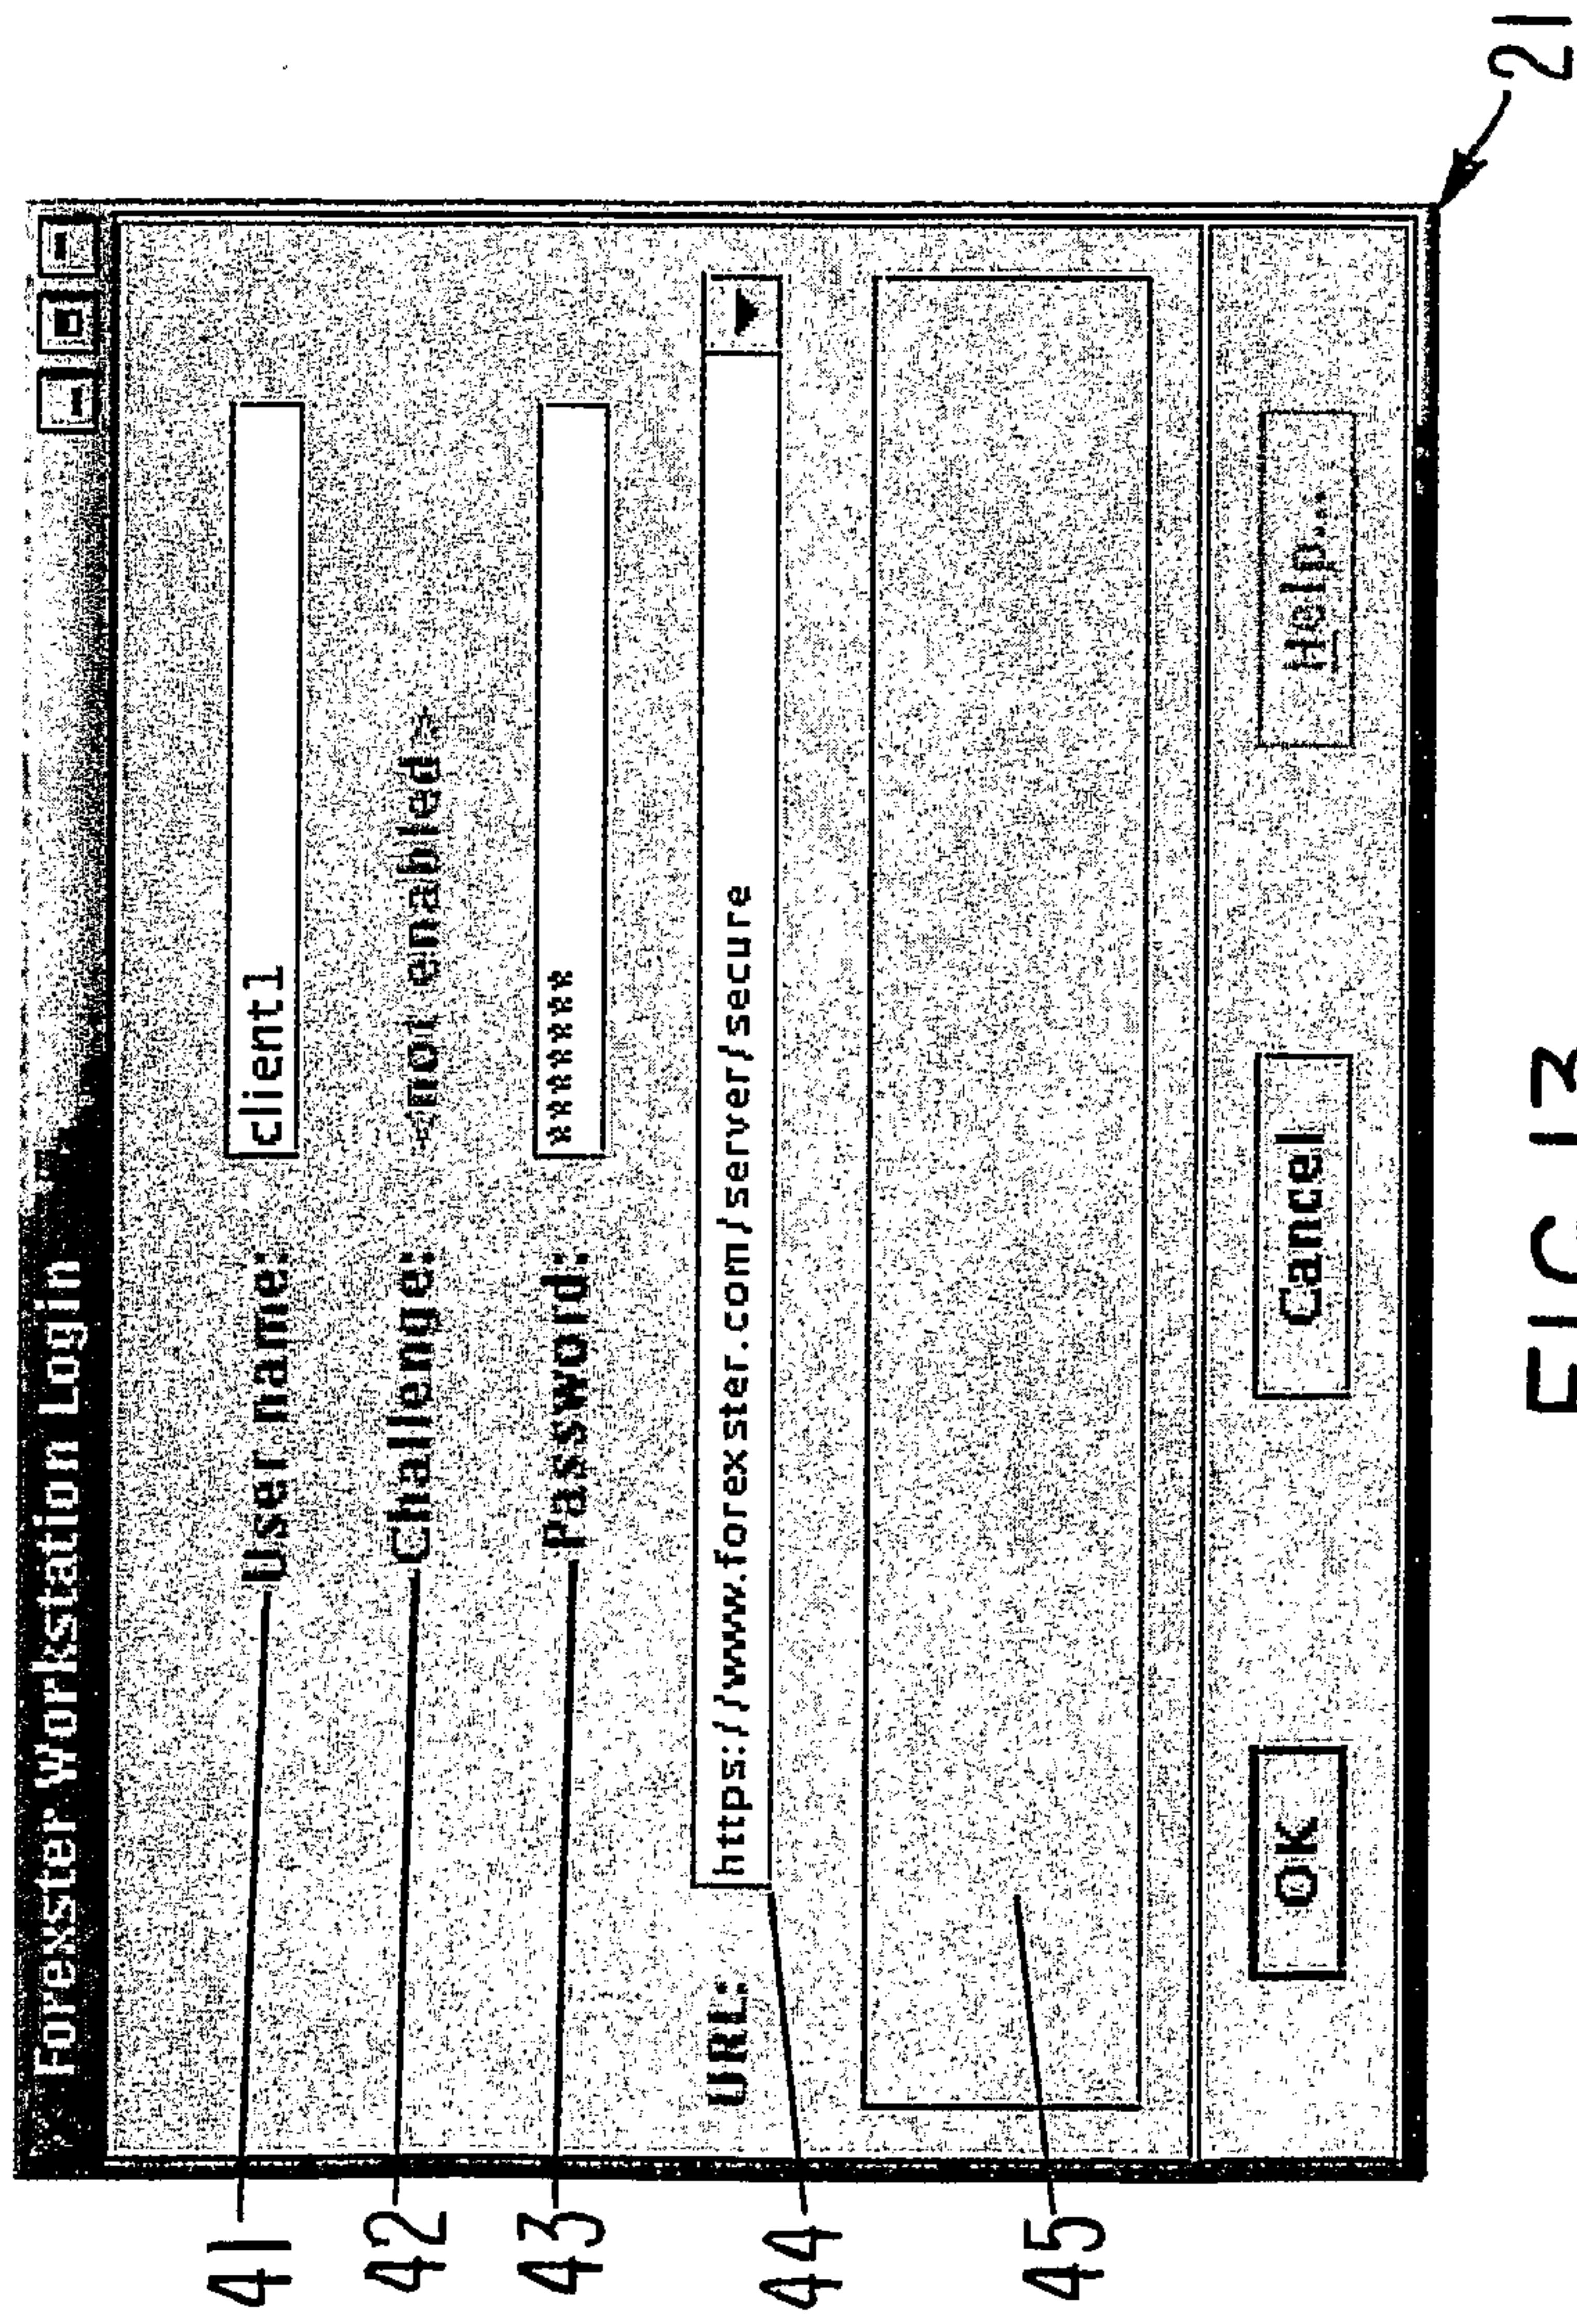 Forexster Workstation Login
41 User name: client1
42 Challenge: <not enabled>
43 Password: *******
44 URL: https://www.forexster.com/server/secure
45
OK Cancel Help...
21
FIG 13